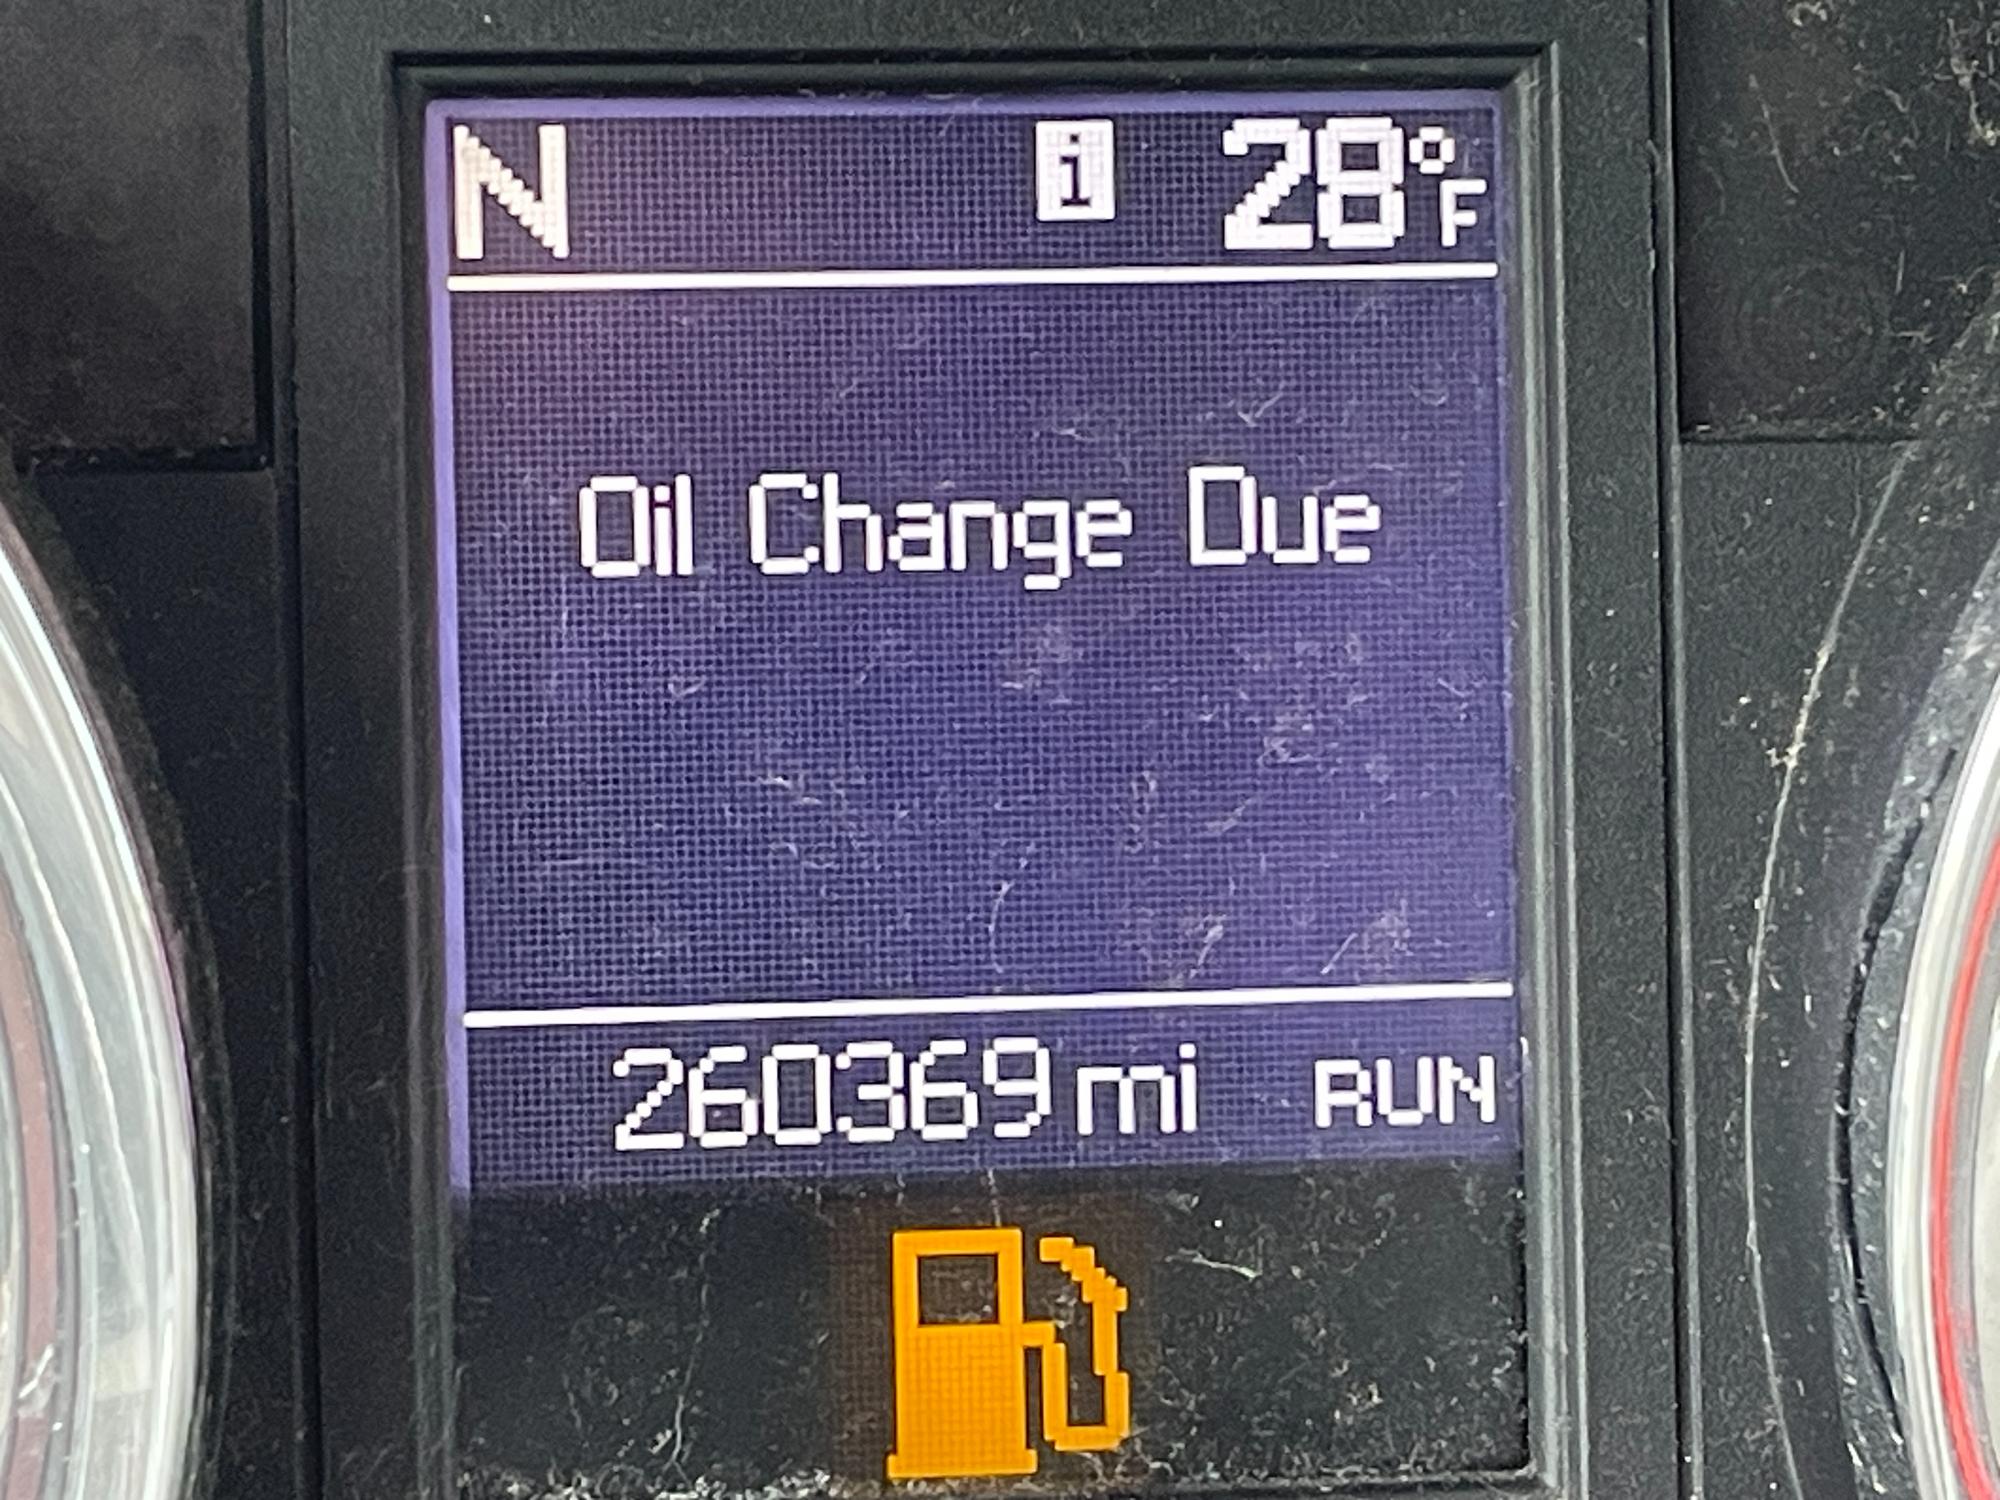 N i 28°F
Oil Change Due
260369 mi RUN